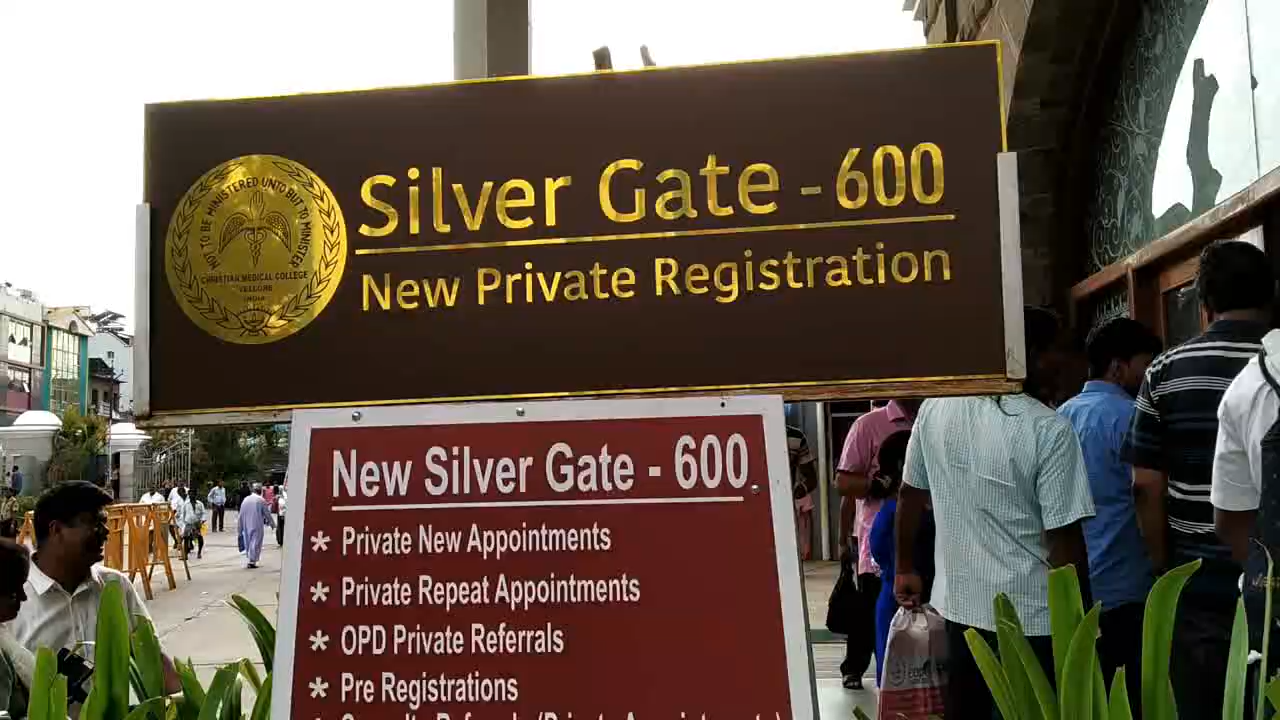 NOT TO BE MINISTERED UNTO BUT TO MINISTER
CHRISTIAN MEDICAL COLLEGE
VELLORE
INDIA
Silver Gate - 600
New Private Registration
New Silver Gate - 600
* Private New Appointments
* Private Repeat Appointments
* OPD Private Referrals
* Pre Registrations